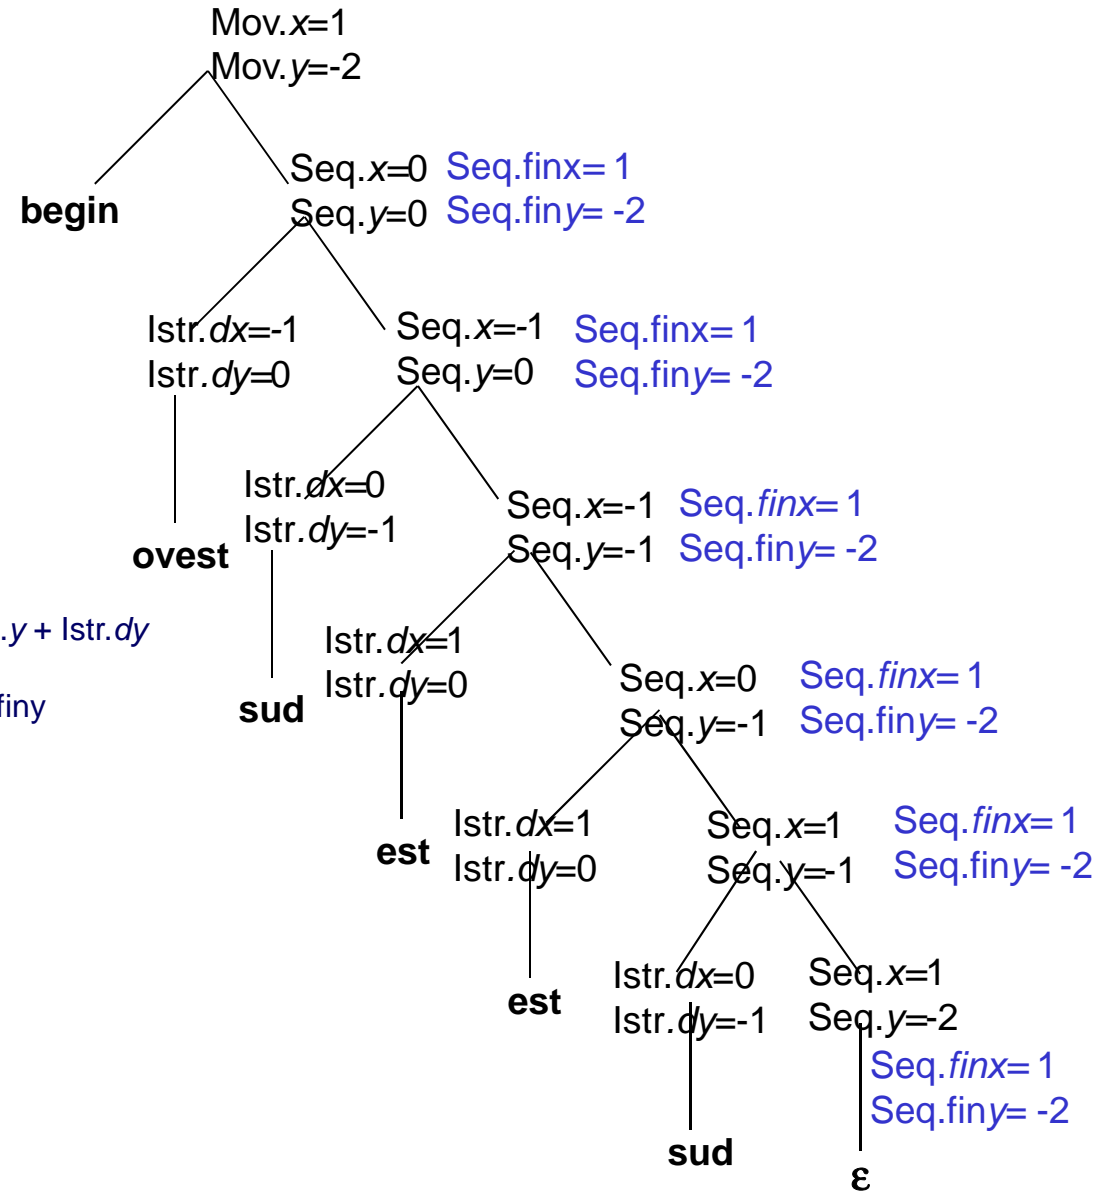 Mov.x=1
Mov.y=-2
Seq.x=0 Seq.finx= 1
begin Seq.y=0 Seq.finy= -2
Istr.dx=-1 Seq.x=-1 Seq.finx= 1
Istr.dy=0 Seq.y=0 Seq.finy= -2
Istr.dx=0 Seq.x=-1 Seq.finx= 1
Istr.dy=-1
ovest Seq.y=-1 Seq.finy= -2
.y + Istr.dy Istr.dx=1
Istr.dy=0 Seq.x=0 Seq.finx= 1
finy sud Seq.y=-1 Seq.finy= -2
Istr.dx=1 Seq.x=1 Seq.finx= 1
est Istr.dy=0 Seq.y=-1 Seq.finy= -2
Istr.dx=0 Seq.x=1
est Istr.dy=-1 Seq.y=-2
Seq.finx= 1
Seq.finy= -2
sud
ε